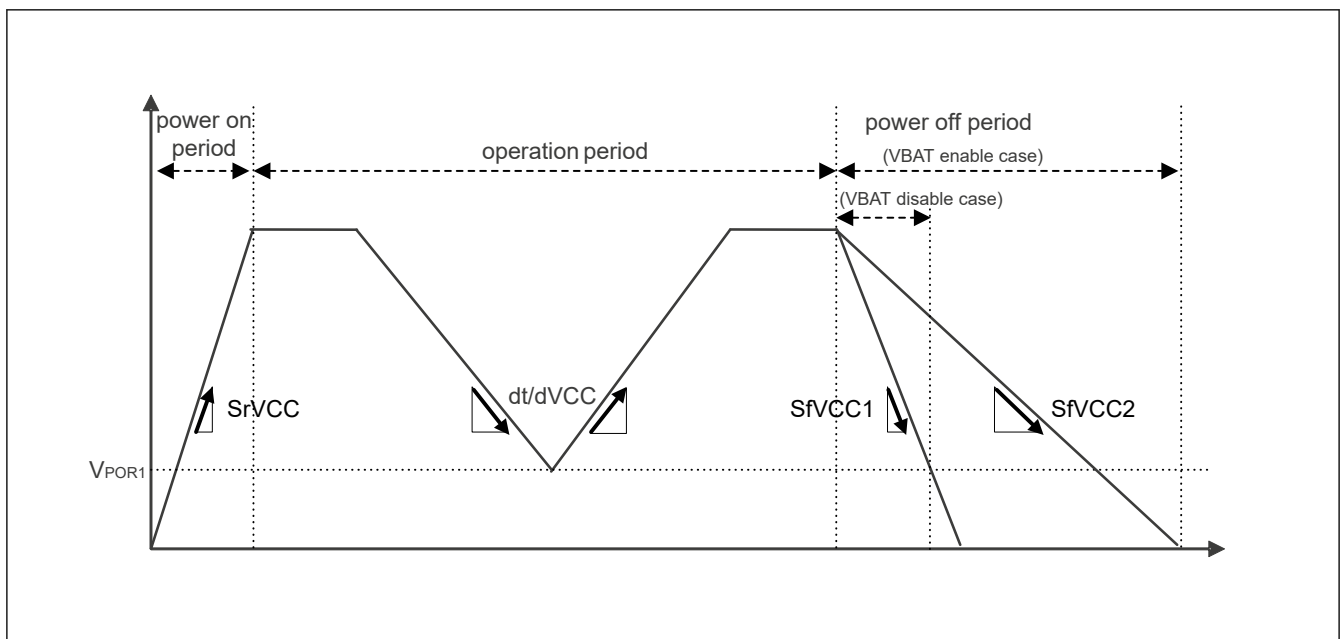 power on
period
operation period
power off period
(VBAT enable case)
(VBAT disable case)
SrVCC
dt/dVCC
SfVCC1
SfVCC2
VPOR1